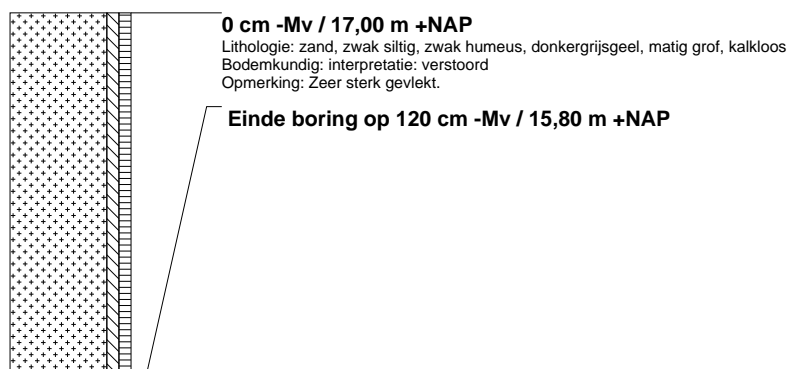 0 cm -Mv / 17,00 m +NAP
Lithologie: zand, zwak siltig, zwak humeus, donkergrijsgeel, matig grof, kalkloos
Bodemkundig: interpretatie: verstoord
Opmerking: Zeer sterk gevlekt.
Einde boring op 120 cm -Mv / 15,80 m +NAP